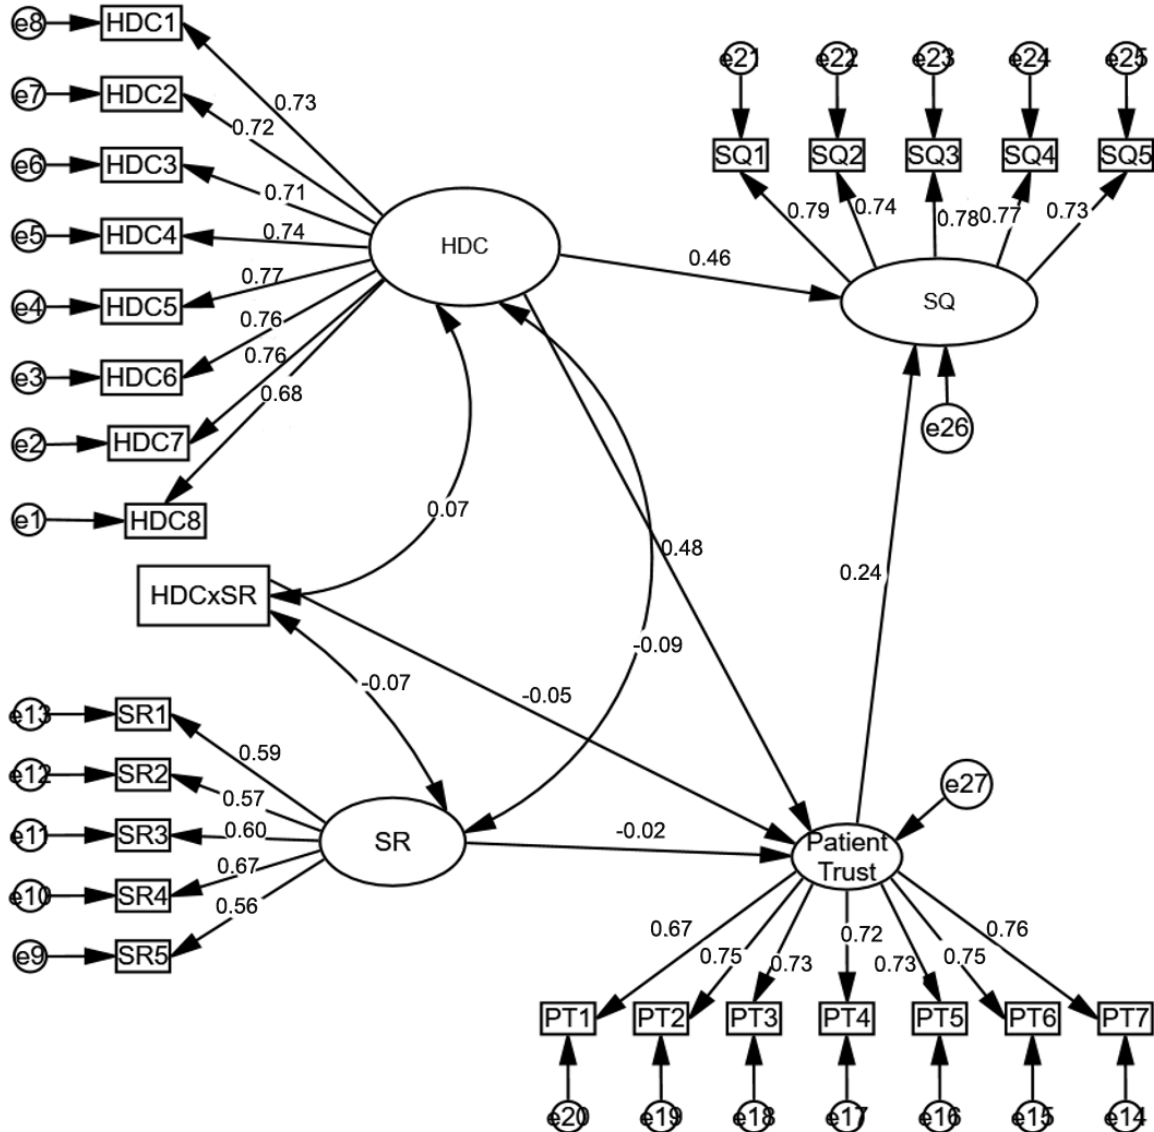 e8 HDC1
e7 HDC2
e6 HDC3
e5 HDC4
e4 HDC5
e3 HDC6
e2 HDC7
e1 HDC8
0.73
0.72
0.71
0.74
0.77
0.76
0.76
0.68
HDC
e21 e22 e23 e24 e25
SQ1 SQ2 SQ3 SQ4 SQ5
0.79 0.74 0.78 0.77 0.73
0.46
SQ
e26
0.07
0.48
0.24
HDCxSR
-0.09
-0.07
-0.05
e13 SR1
e12 SR2
e11 SR3
e10 SR4
e9 SR5
0.59
0.57
0.60
0.67
0.56
SR
-0.02
e27
Patient
Trust
0.67 0.75 0.73 0.72 0.73 0.75 0.76
PT1 PT2 PT3 PT4 PT5 PT6 PT7
e20 e19 e18 e17 e16 e15 e14